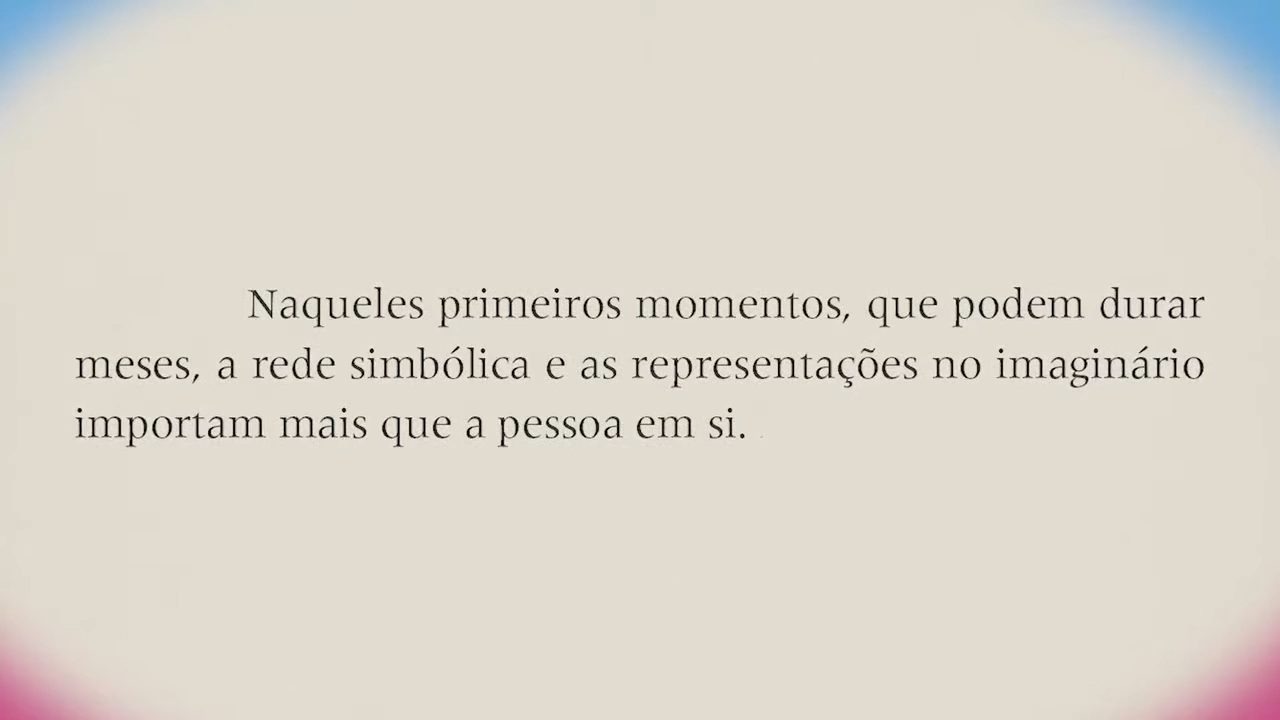 Naqueles primeiros momentos, que podem durar
meses, a rede simbólica e as representações no imaginário
importam mais que a pessoa em si.